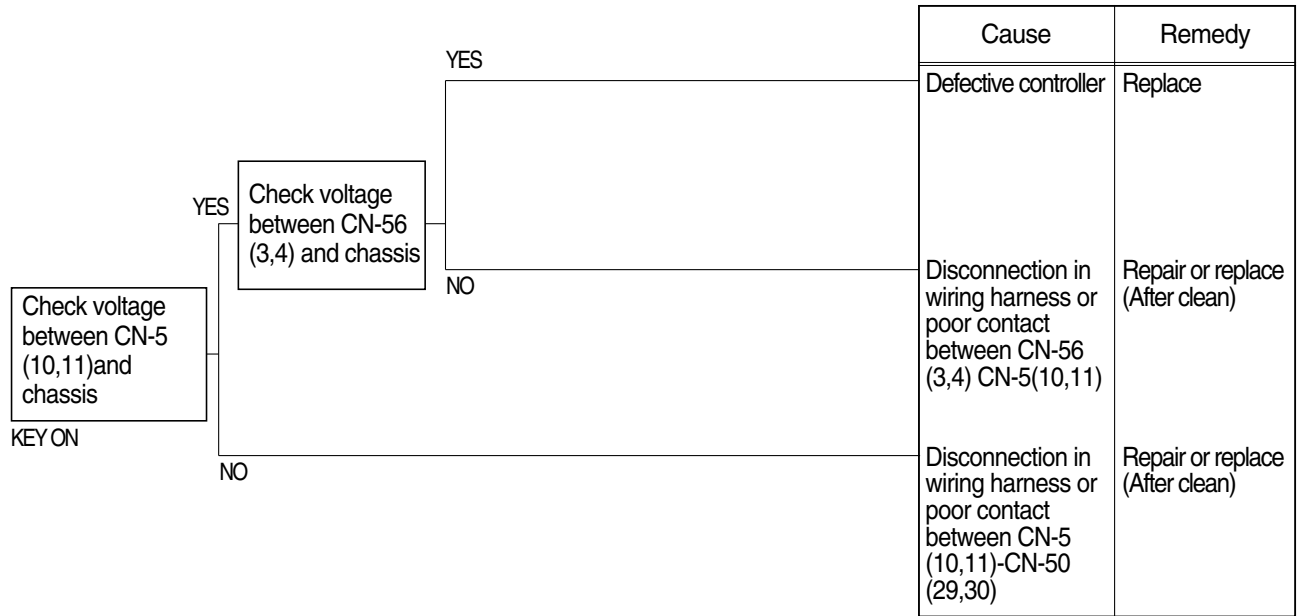 Cause
Remedy
YES
Defective controller
Replace
YES
Check voltage
between CN-56
(3,4) and chassis
NO
Disconnection in
wiring harness or
poor contact
between CN-56
(3,4) CN-5(10,11)
Repair or replace
(After clean)
Check voltage
between CN-5
(10,11)and
chassis
KEY ON
NO
Disconnection in
wiring harness or
poor contact
between CN-5
(10,11)-CN-50
(29,30)
Repair or replace
(After clean)